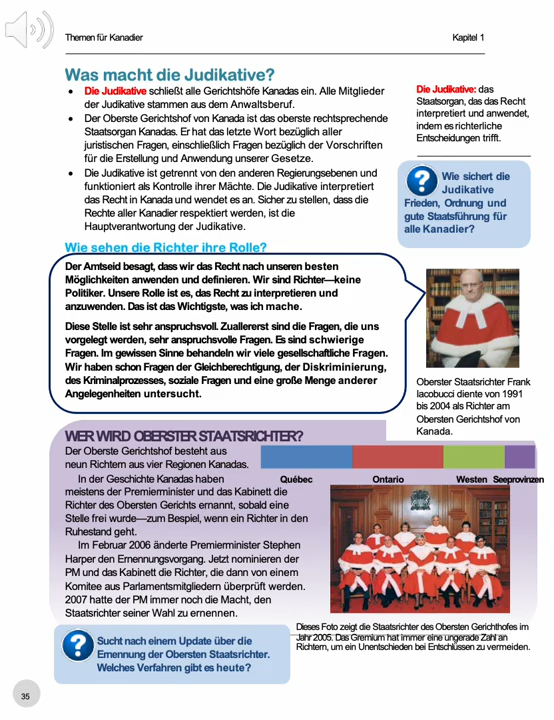 Themen für Kanadier
Kapitel 1
Was macht die Judikative?
• Die Judikative schließt alle Gerichtshöfe Kanadas ein. Alle Mitglieder
der Judikative stammen aus dem Anwaltsberuf.
• Der Oberste Gerichtshof von Kanada ist das oberste rechtsprechende
Staatsorgan Kanadas. Er hat das letzte Wort bezüglich aller
juristischen Fragen, einschließlich Fragen bezüglich der Vorschriften
für die Erstellung und Anwendung unserer Gesetze.
• Die Judikative ist getrennt von den anderen Regierungsebenen und
funktioniert als Kontrolle ihrer Mächte. Die Judikative interpretiert
das Recht in Kanada und wendet es an. Sicher zu stellen, dass die
Rechte aller Kanadier respektiert werden, ist die
Hauptverantwortung der Judikative.
Die Judikative: das
Staatsorgan, das das Recht
interpretiert und anwendet,
indem es richterliche
Entscheidungen trifft.
Wie sichert die
Judikative
Frieden, Ordnung und
gute Staatsführung für
alle Kanadier?
Wie sehen die Richter ihre Rolle?
Der Amtseid besagt, dass wir das Recht nach unseren besten
Möglichkeiten anwenden und definieren. Wir sind Richter—keine
Politiker. Unsere Rolle ist es, das Recht zu interpretieren und
anzuwenden. Das ist das Wichtigste, was ich mache.
Diese Stelle ist sehr anspruchsvoll. Zuallererst sind die Fragen, die uns
vorgelegt werden, sehr anspruchsvolle Fragen. Es sind schwierige
Fragen. Im gewissen Sinne behandeln wir viele gesellschaftliche Fragen.
Wir haben schon Fragen der Gleichberechtigung, der Diskriminierung,
des Kriminalprozesses, soziale Fragen und eine große Menge anderer
Angelegenheiten untersucht.
Oberster Staatsrichter Frank
Iacobucci diente von 1991
bis 2004 als Richter am
Obersten Gerichtshof von
Kanada.
WER WIRD OBERSTER STAATSRICHTER?
Der Oberste Gerichtshof besteht aus
neun Richtern aus vier Regionen Kanadas.
Québec
Ontario
Westen
Seeprovinzen
In der Geschichte Kanadas haben
meistens der Premierminister und das Kabinett die
Richter des Obersten Gerichts ernannt, sobald eine
Stelle frei wurde—zum Bespiel, wenn ein Richter in den
Ruhestand geht.
Im Februar 2006 änderte Premierminister Stephen
Harper den Ernennungsvorgang. Jetzt nominieren der
PM und das Kabinett die Richter, die dann von einem
Komitee aus Parlamentsmitgliedern überprüft werden.
2007 hatte der PM immer noch die Macht, den
Staatsrichter seiner Wahl zu ernennen.
Dieses Foto zeigt die Staatsrichter des Obersten Gerichthofes im
Jahr 2005. Das Gremium hat immer eine ungerade Zahl an
Richtern, um ein Unentschieden bei Entschlüssen zu vermeiden.
Sucht nach einem Update über die
Ernennung der Obersten Staatsrichter.
Welches Verfahren gibt es heute?
35